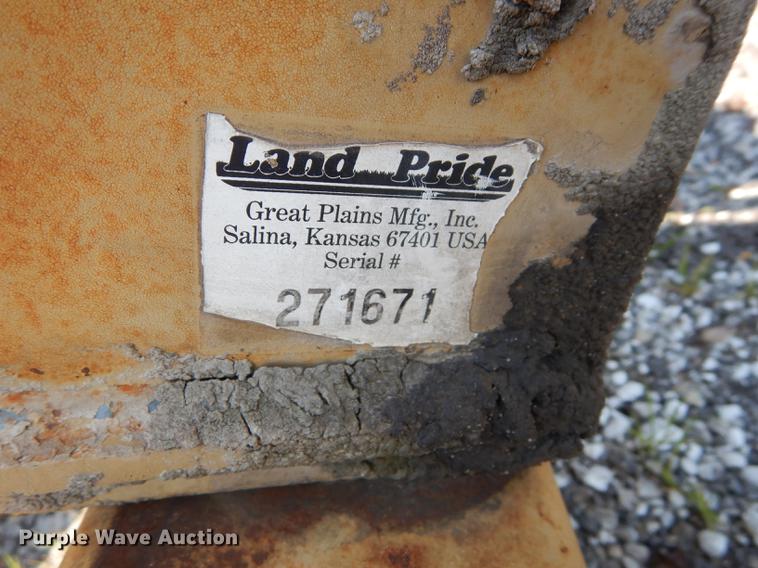 Land Pride
Great Plains Mfg., Inc.
Salina, Kansas 67401 USA
Serial #
271671
Purple Wave Auction